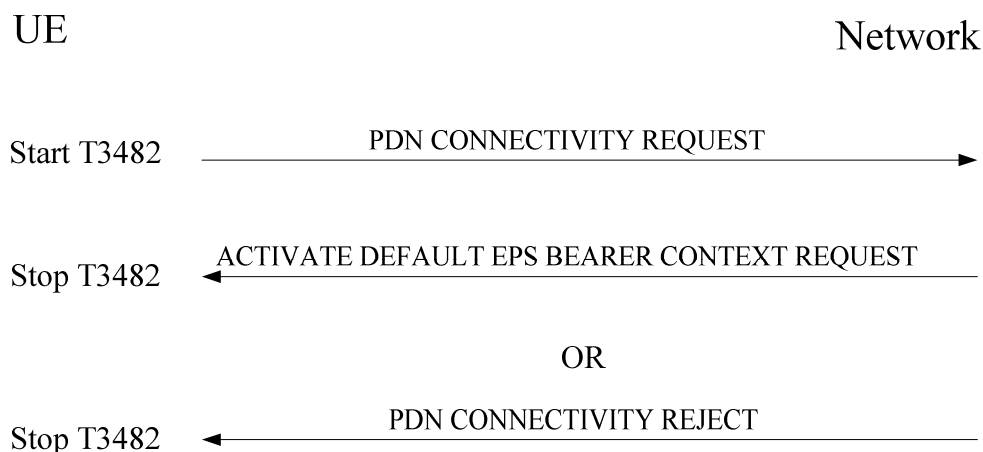 UE
Network
Start T3482
PDN CONNECTIVITY REQUEST
ACTIVATE DEFAULT EPS BEARER CONTEXT REQUEST
Stop T3482
OR
PDN CONNECTIVITY REJECT
Stop T3482